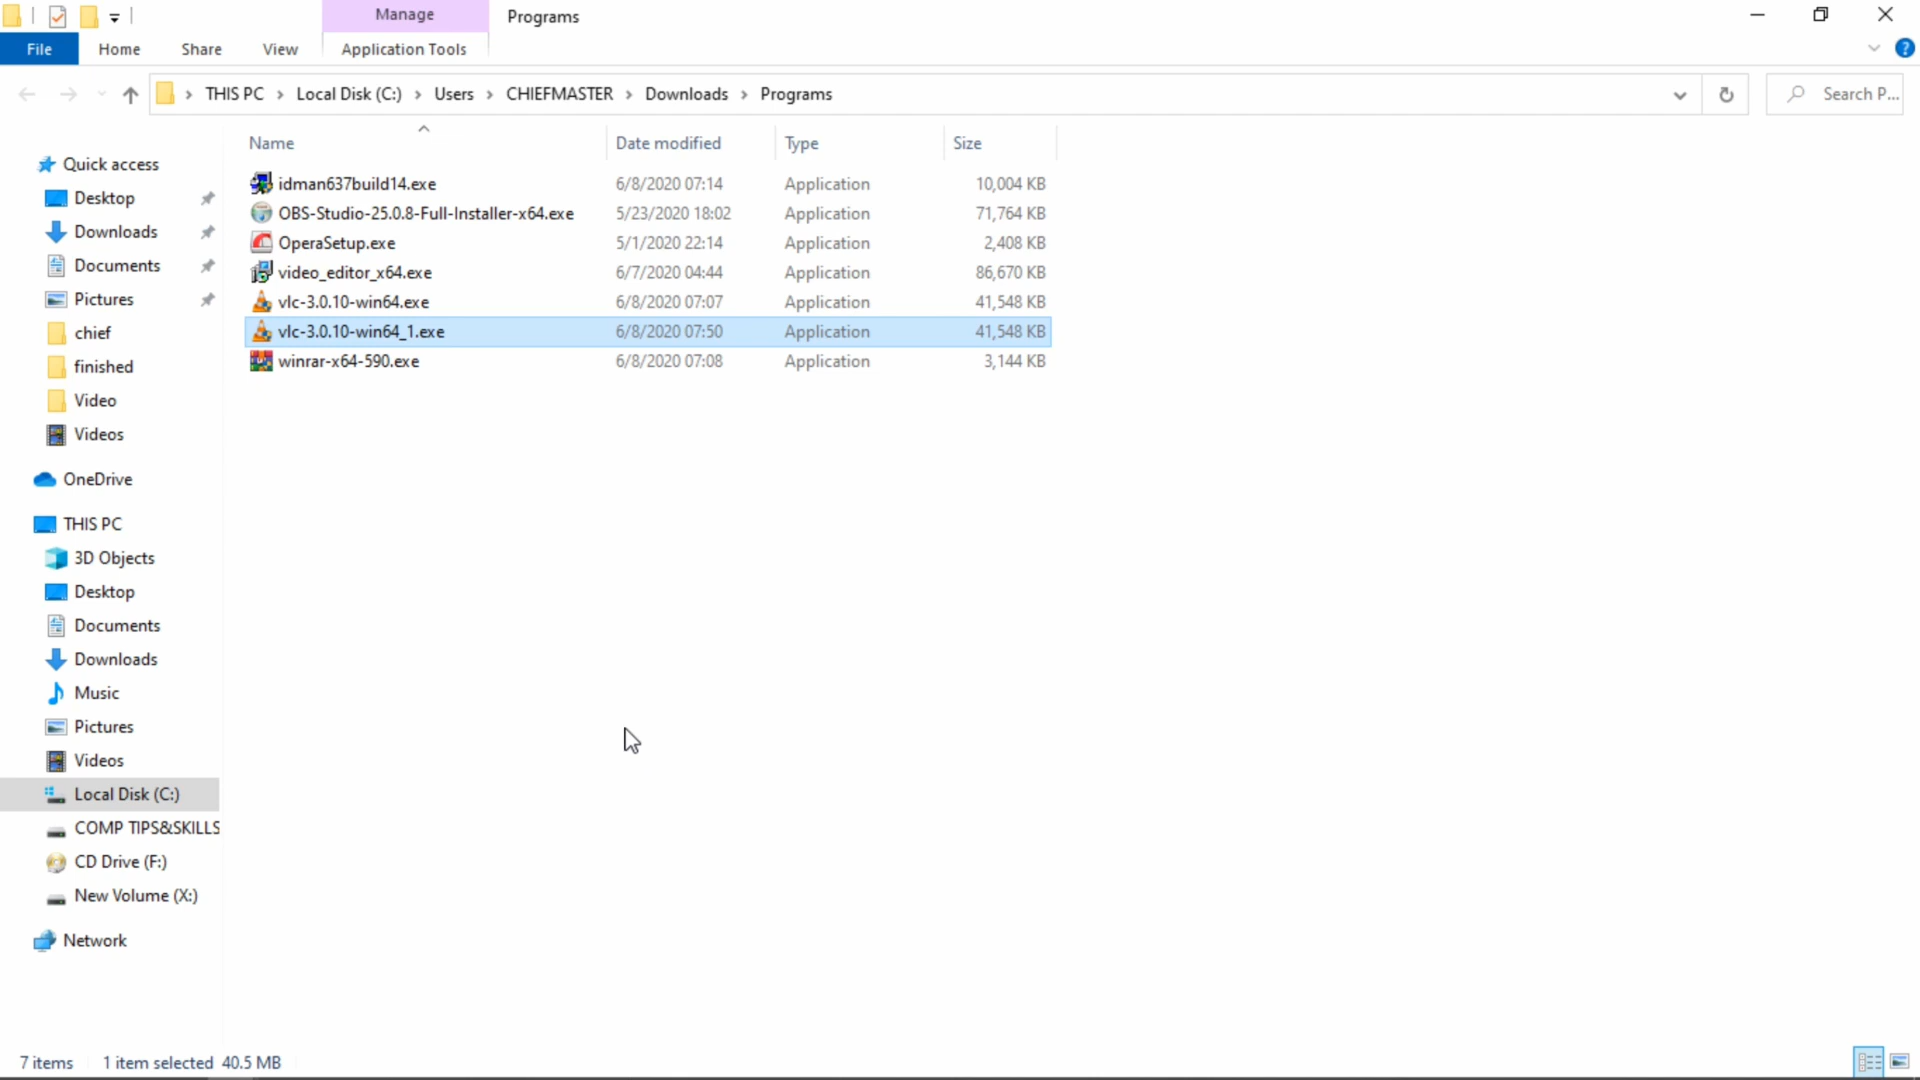 Manage
Programs
File
Home
Share
View
Application Tools
?
THIS PC > Local Disk (C:) > Users > CHIEFMASTER > Downloads > Programs
Search P...
Name Date modified Type Size
idman637build14.exe 6/8/2020 07:14 Application 10,004 KB
OBS-Studio-25.0.8-Full-Installer-x64.exe 5/23/2020 18:02 Application 71,764 KB
OperaSetup.exe 5/1/2020 22:14 Application 2,408 KB
video_editor_x64.exe 6/7/2020 04:44 Application 86,670 KB
vlc-3.0.10-win64.exe 6/8/2020 07:07 Application 41,548 KB
vlc-3.0.10-win64_1.exe 6/8/2020 07:50 Application 41,548 KB
winrar-x64-590.exe 6/8/2020 07:08 Application 3,144 KB
Quick access
Desktop
Downloads
Documents
Pictures
chief
finished
Video
Videos
OneDrive
THIS PC
3D Objects
Desktop
Documents
Downloads
Music
Pictures
Videos
Local Disk (C:)
COMP TIPS&SKILLS
CD Drive (F:)
New Volume (X:)
Network
7 items 1 item selected 40.5 MB